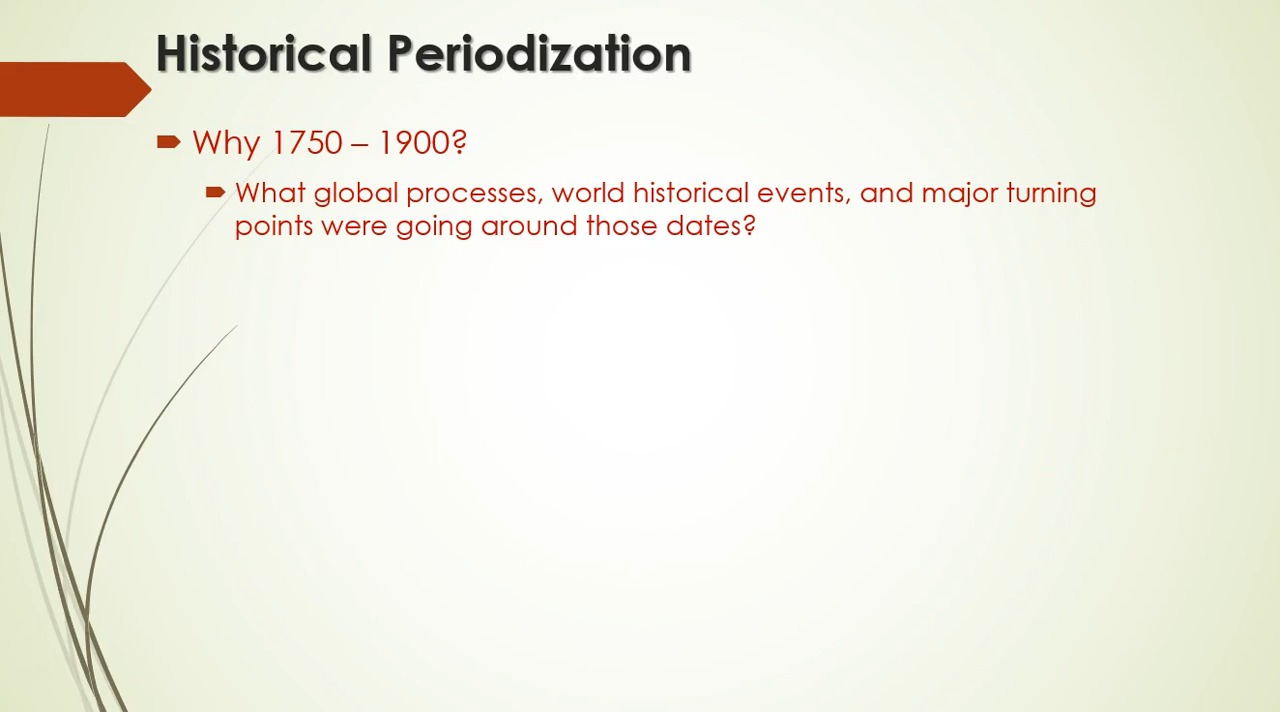 Historical Periodization
Why 1750 – 1900?
What global processes, world historical events, and major turning
points were going around those dates?